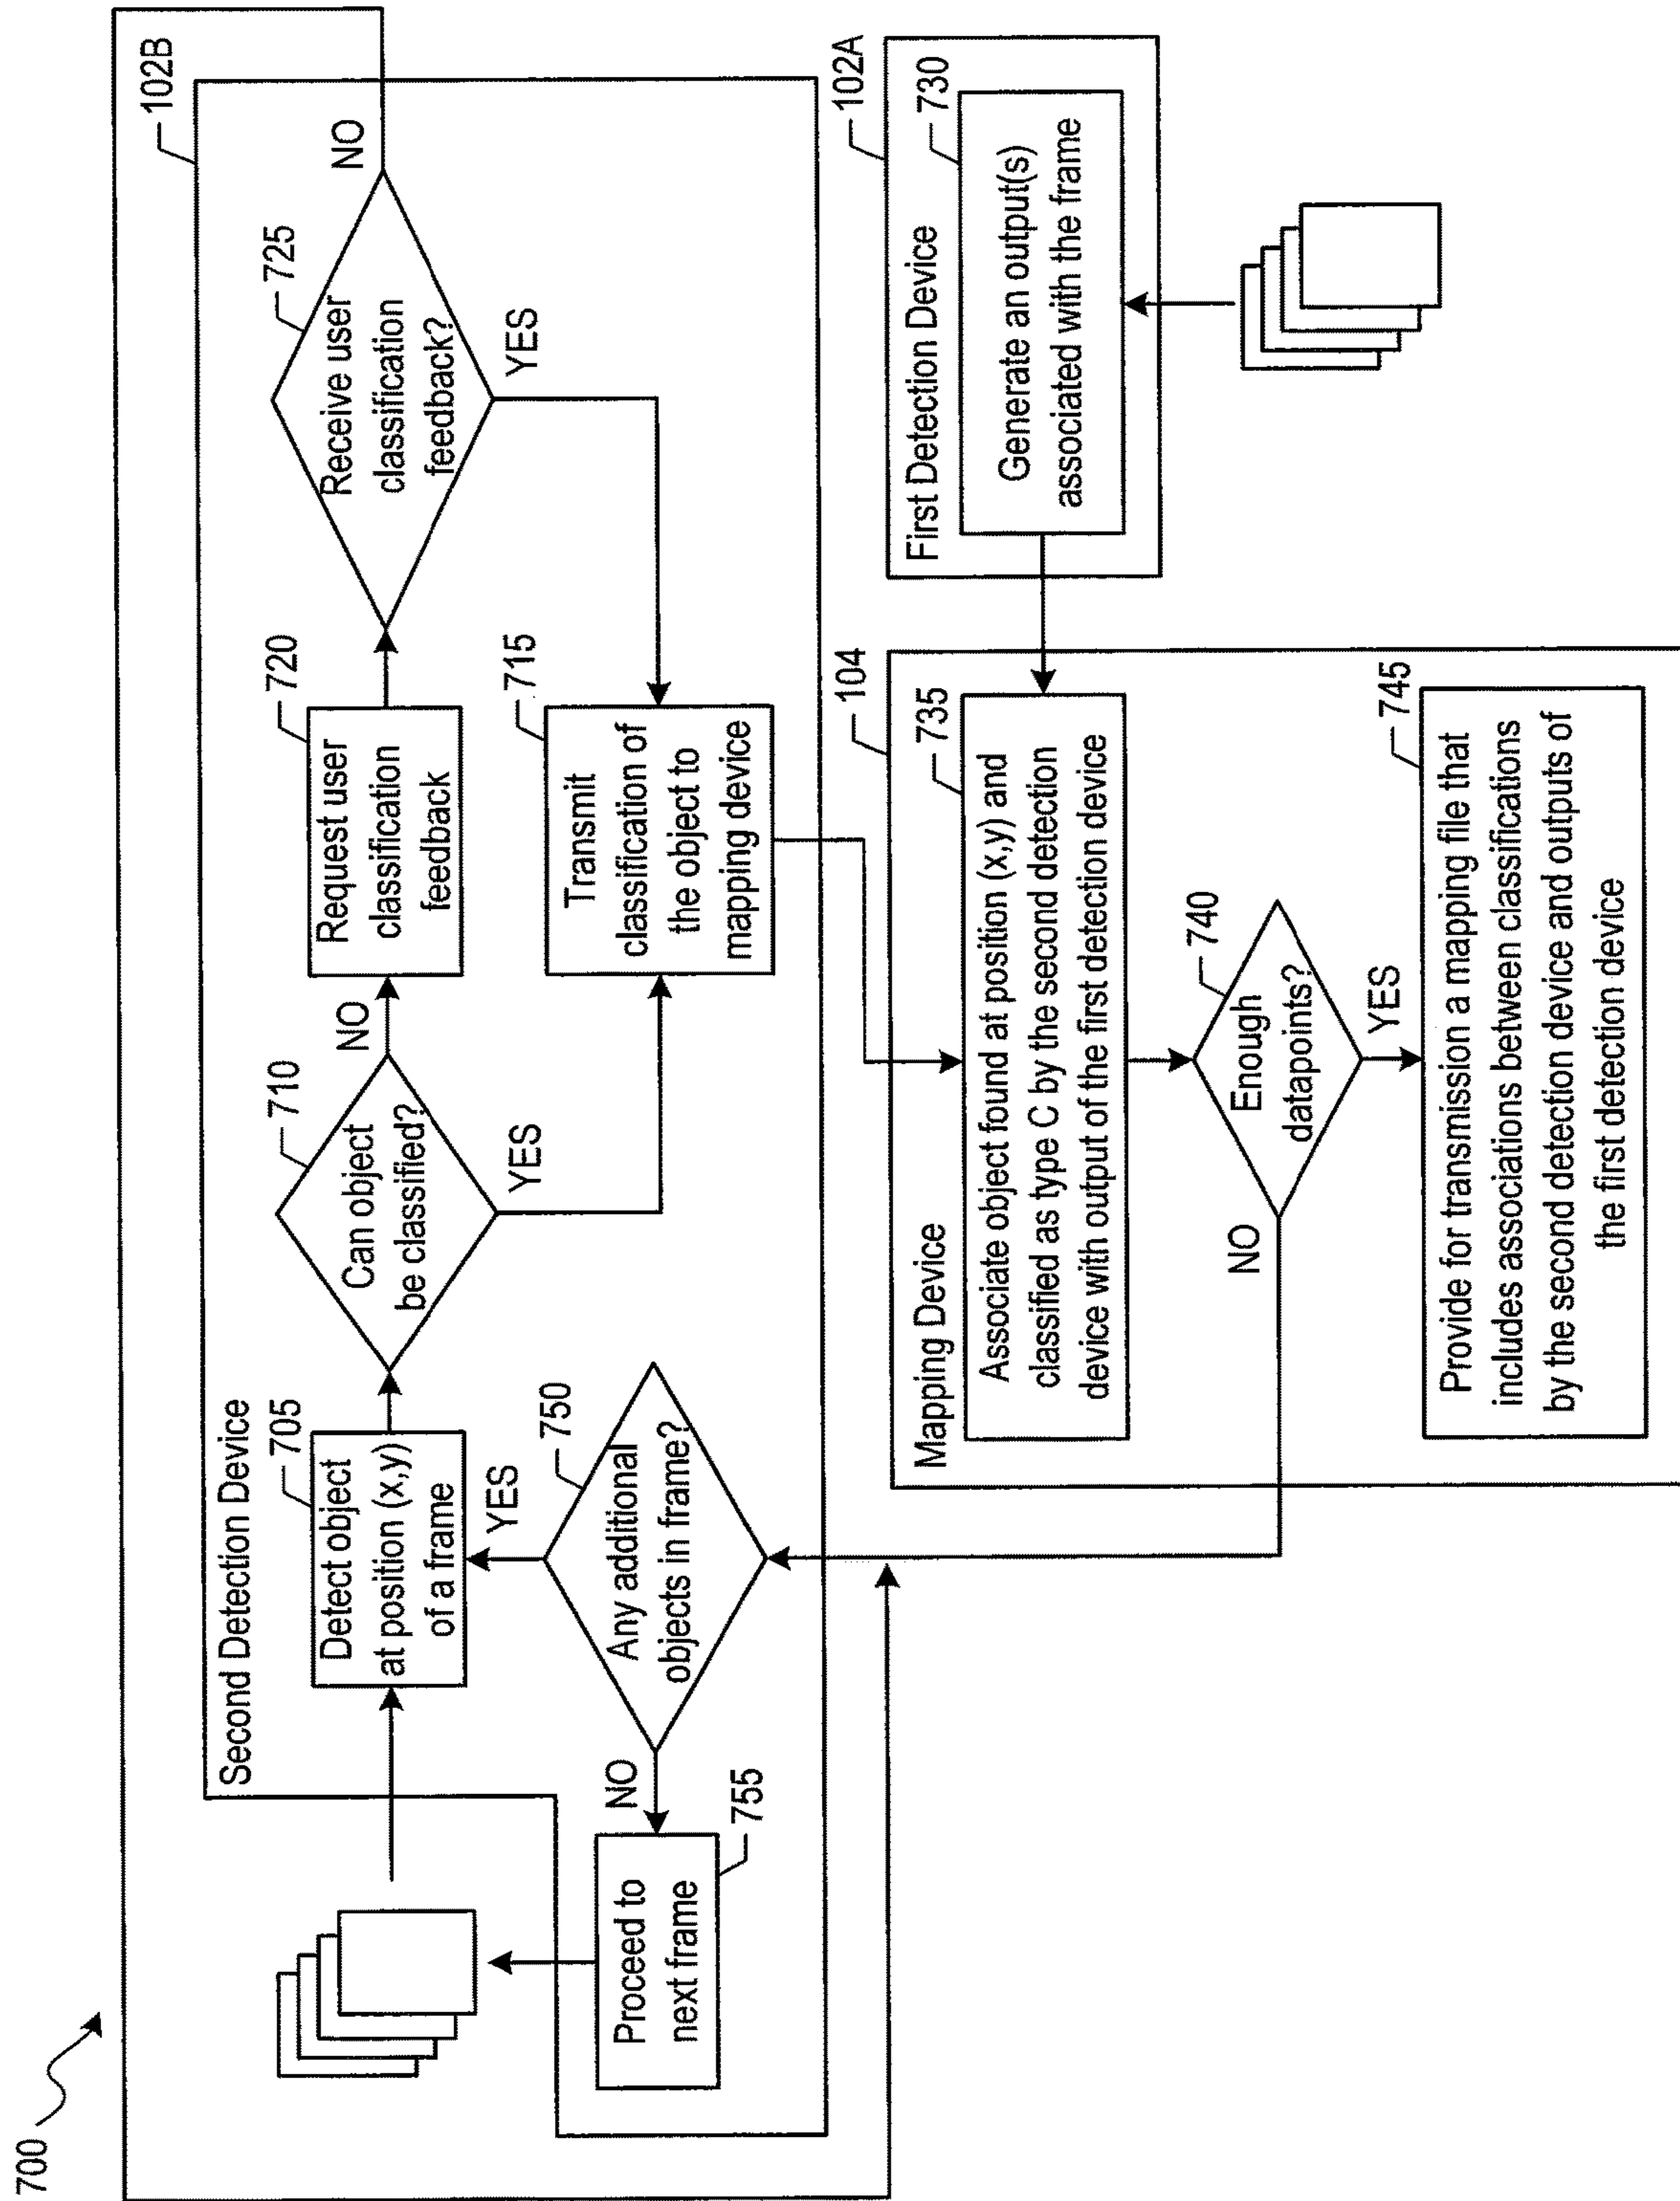 700
102B
Second Detection Device
705
Detect object
at position (x,y)
of a frame
710
Can object
be classified?
NO
YES
720
Request user
classification
feedback
725
Receive user
classification
feedback?
NO
YES
715
Transmit
classification of
the object to
mapping device
750
Any additional
objects in frame?
YES
NO
Proceed to
next frame
755
102A
First Detection Device
730
Generate an output(s)
associated with the frame
104
Mapping Device
735
Associate object found at position (x,y) and
classified as type C by the second detection
device with output of the first detection device
740
Enough
datapoints?
NO
YES
745
Provide for transmission a mapping file that
includes associations between classifications
by the second detection device and outputs of
the first detection device